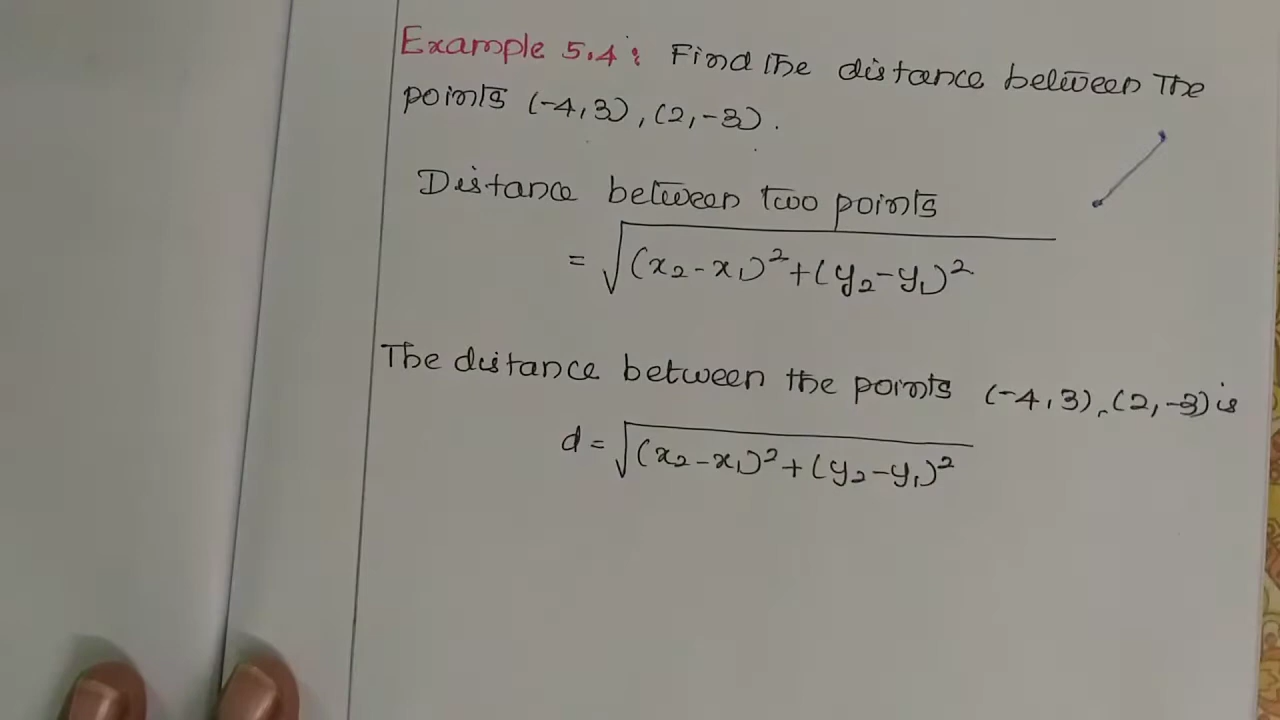 Example 5.4: Find the distance between the
points (-4,3), (2,-3).
Distance between two points
= √(x₂-x₁)²+(y₂-y₁)²
The distance between the points (-4,3), (2,-3) is
d = √(x₂-x₁)²+(y₂-y₁)²